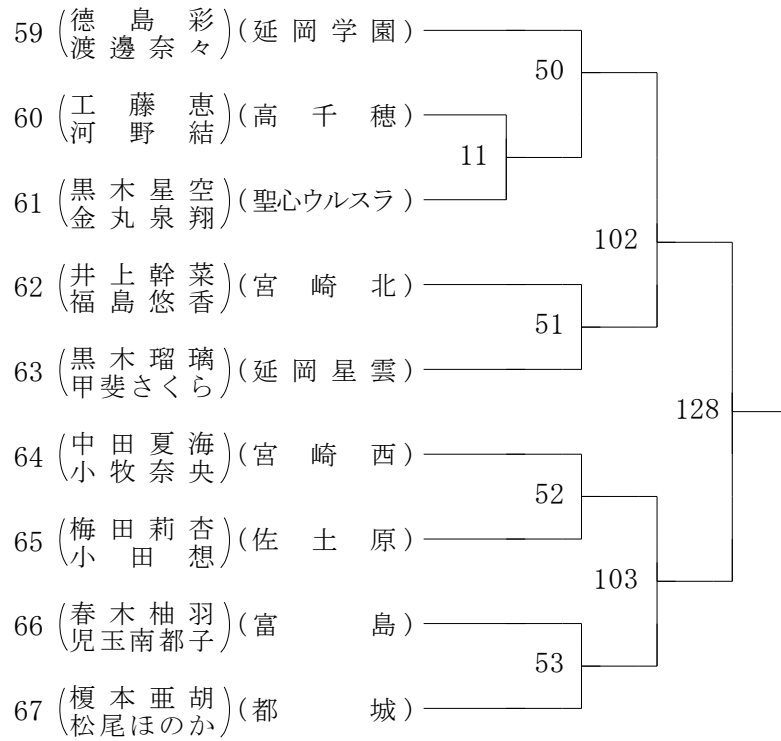 59 (徳島彩 渡邊奈々)(延岡学園)
50
60 (工藤恵 河野結)(高千穂)
11
61 (黒木星空 金丸泉翔)(聖心ウルスラ)
102
62 (井上幹菜 福島悠香)(宮崎北)
51
63 (黒木瑠璃 甲斐さくら)(延岡星雲)
128
64 (中田夏海 小牧奈央)(宮崎西)
52
65 (梅田莉杏 小田想)(佐土原)
103
66 (春木柚羽 児玉南都子)(富島)
53
67 (榎本亜胡 松尾ほのか)(都城)